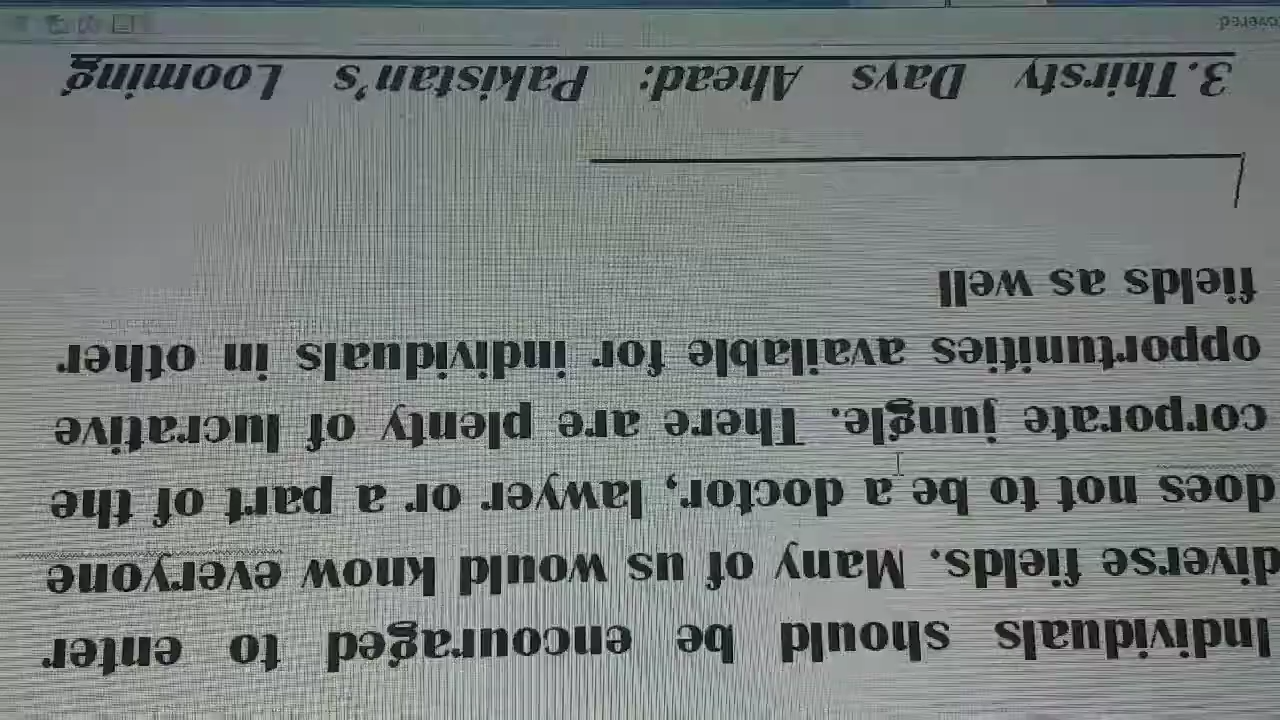 Individuals should be encouraged to enter
diverse fields. Many of us would know everyone
does not to be a doctor, lawyer or a part of the
corporate jungle. There are plenty of lucrative
opportunities available for individuals in other
fields as well
3. Thirsty Days Ahead: Pakistan's Looming